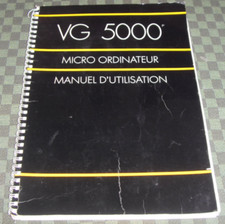 VG 5000
MICRO ORDINATEUR
MANUEL D'UTILISATION